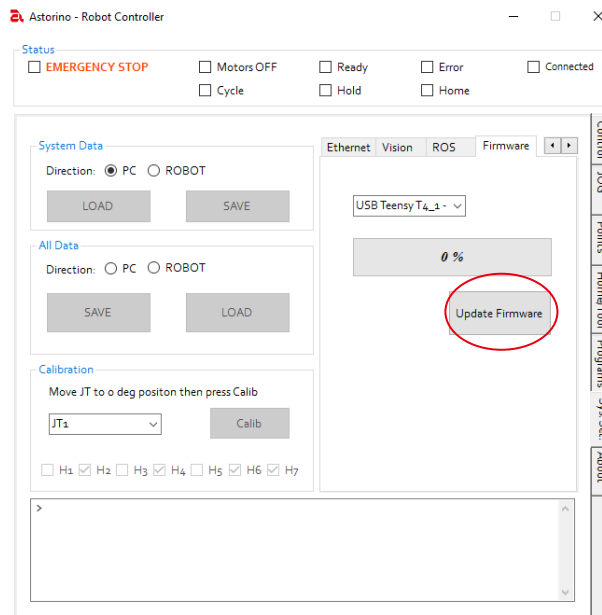 Astorino - Robot Controller
Status
EMERGENCY STOP
Motors OFF
Ready
Error
Connected
Cycle
Hold
Home
System Data
Direction:
PC
ROBOT
LOAD
SAVE
All Data
Direction:
PC
ROBOT
SAVE
LOAD
Calibration
Move JT to 0 deg positon then press Calib
JT1
Calib
H1
H2
H3
H4
H5
H6
H7
Ethernet
Vision
ROS
Firmware
USB Teensy T4_1 -
0 %
Update Firmware
>
Control
JOG
Points
Home/Tool
Programs
About